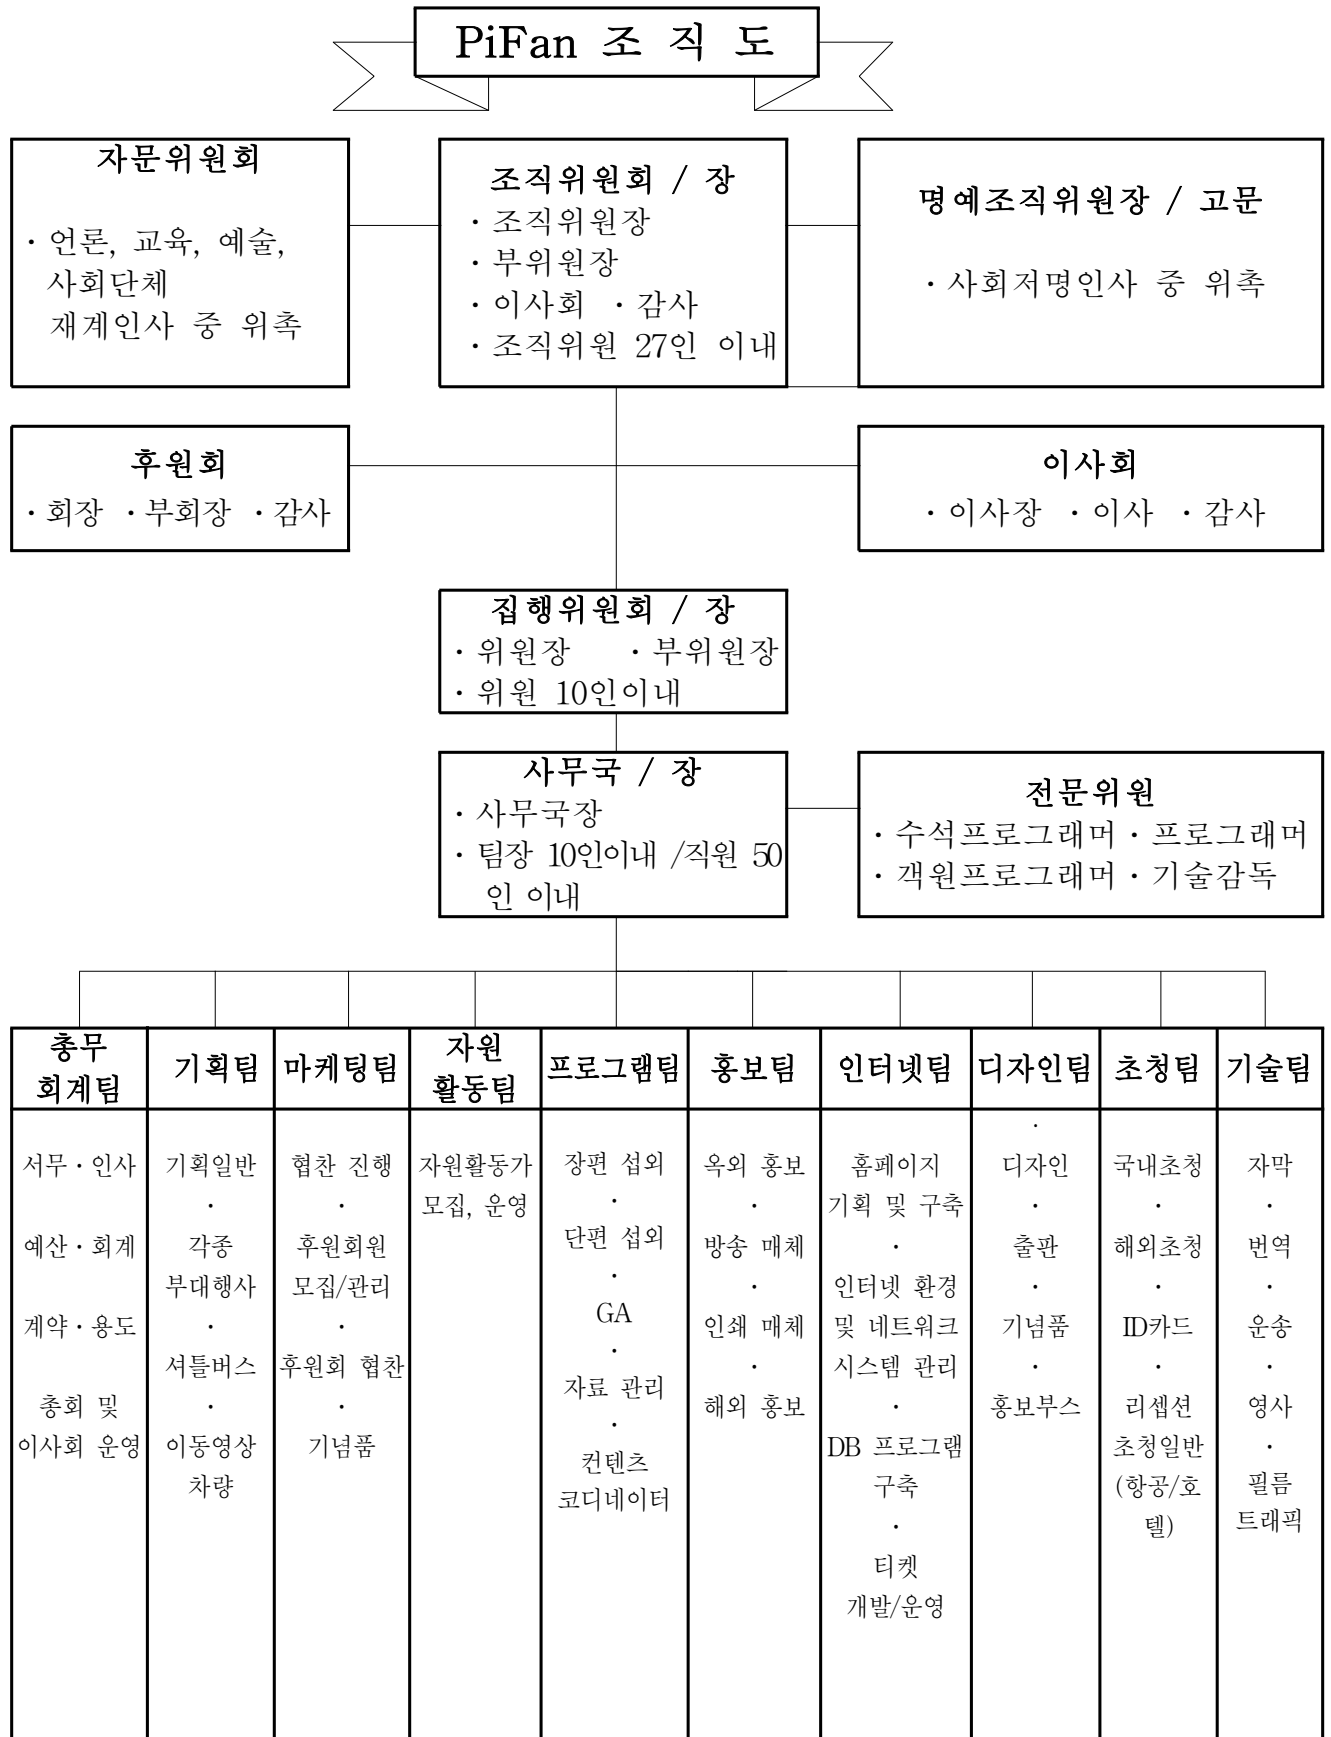 PiFan 조 직 도
자문위원회
· 언론, 교육, 예술,
사회단체
재계인사 중 위촉
조직위원회 / 장
· 조직위원장
· 부위원장
· 이사회 · 감사
· 조직위원 27인 이내
명예조직위원장 / 고문
· 사회저명인사 중 위촉
후원회
· 회장 · 부회장 · 감사
이사회
· 이사장 · 이사 · 감사
집행위원회 / 장
· 위원장 · 부위원장
· 위원 10인이내
사무국 / 장
· 사무국장
· 팀장 10인이내 /직원 50
인 이내
전문위원
· 수석프로그래머 · 프로그래머
· 객원프로그래머 · 기술감독
총무
회계팀
서무 · 인사
예산 · 회계
계약 · 용도
총회 및
이사회 운영
기획팀
기획일반
·
각종
부대행사
·
셔틀버스
·
이동영상
차량
마케팅팀
협찬 진행
·
후원회원
모집/관리
·
후원회 협찬
·
기념품
자원
활동팀
자원활동가
모집, 운영
프로그램팀
장편 섭외
·
단편 섭외
·
GA
·
자료 관리
·
컨텐츠
코디네이터
홍보팀
옥외 홍보
·
방송 매체
·
인쇄 매체
·
해외 홍보
인터넷팀
홈페이지
기획 및 구축
·
인터넷 환경
및 네트워크
시스템 관리
·
DB 프로그램
구축
·
티켓
개발/운영
디자인팀
·
디자인
·
출판
·
기념품
·
홍보부스
초청팀
국내초청
·
해외초청
·
ID카드
·
리셉션
초청일반
(항공/호
텔)
기술팀
자막
·
번역
·
운송
·
영사
·
필름
트래픽